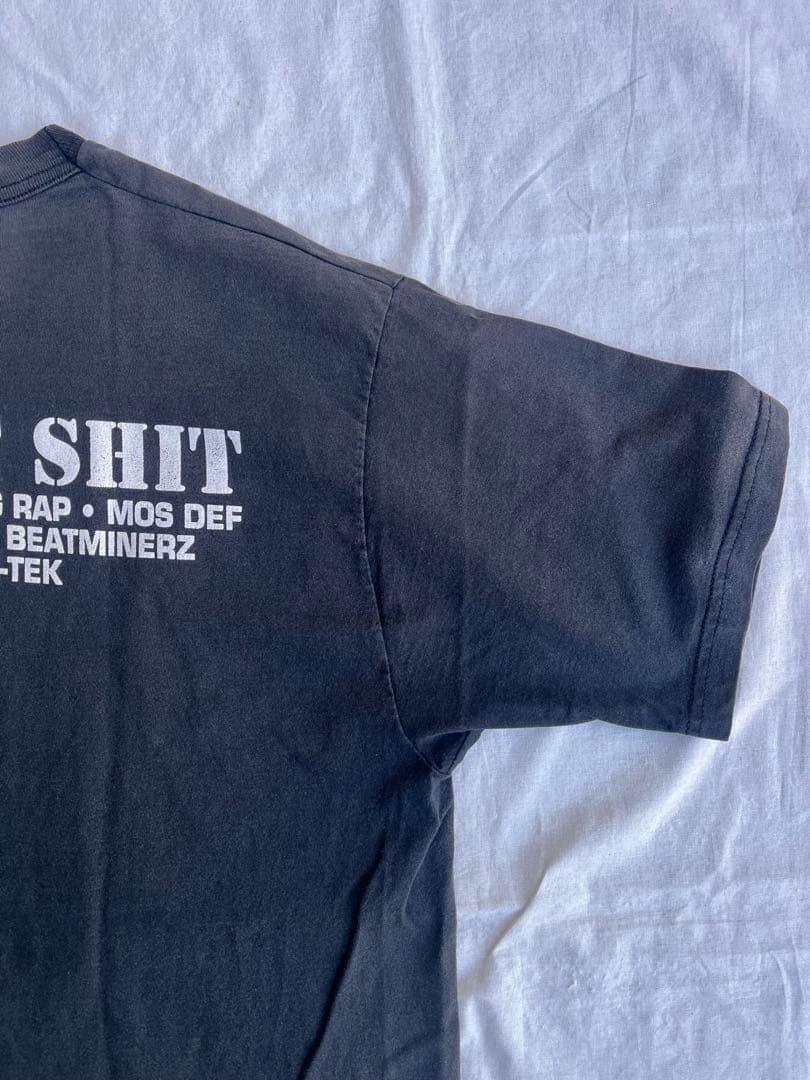 SHIT
RAP • MOS DEF
BEATMINERZ
-TEK